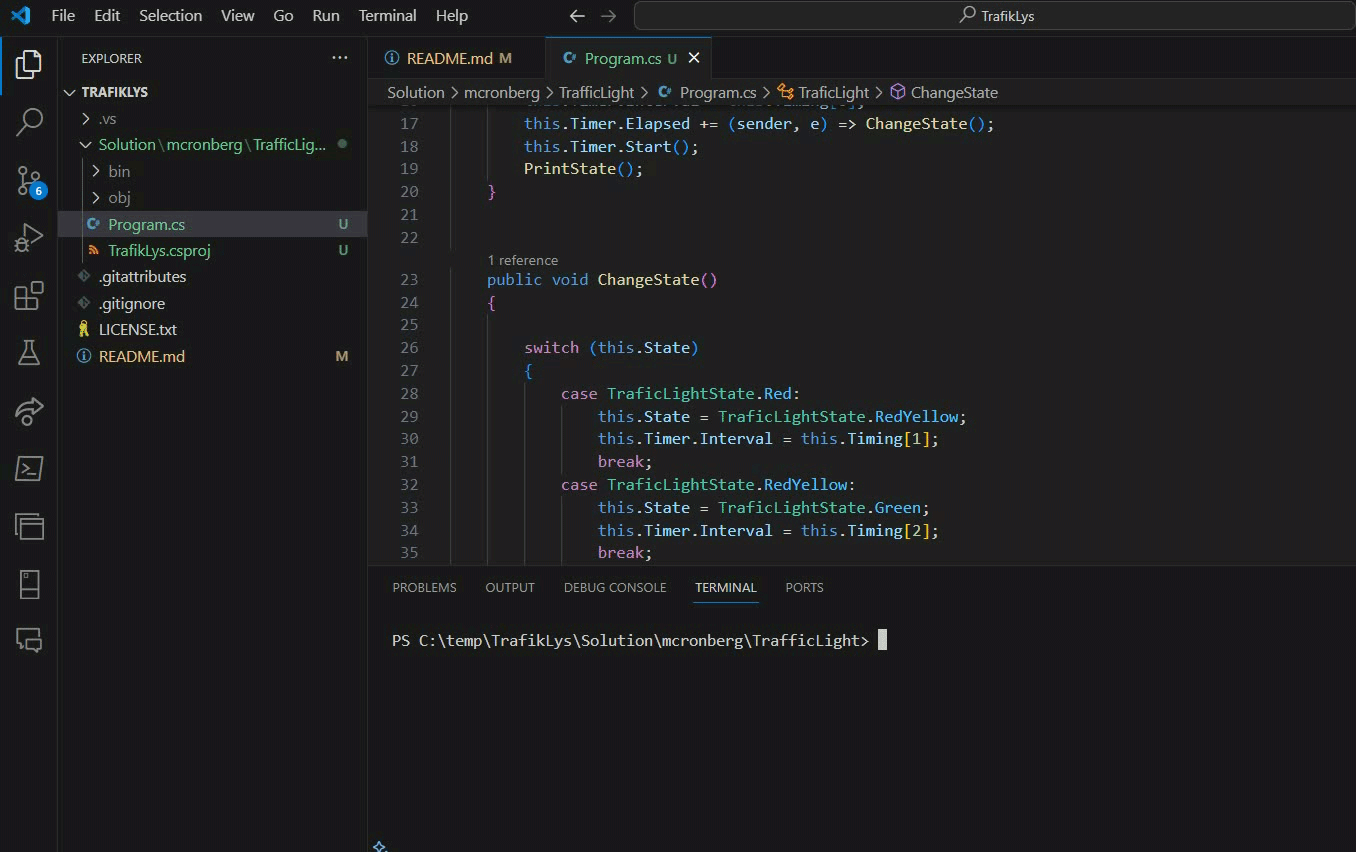 File Edit Selection View Go Run Terminal Help
TrafikLys
EXPLORER
TRAFIKLYS
.vs
Solution\mcronberg\TrafficLig...
bin
obj
Program.cs U
TrafikLys.csproj U
.gitattributes
.gitignore
LICENSE.txt
README.md M
6
README.md M
Program.cs U
Solution > mcronberg > TrafficLight > Program.cs > TraficLight > ChangeState
17 this.Timer.Elapsed += (sender, e) => ChangeState();
18 this.Timer.Start();
19 PrintState();
20 }
21
22
1 reference
23 public void ChangeState()
24 {
25
26 switch (this.State)
27 {
28 case TraficLightState.Red:
29 this.State = TraficLightState.RedYellow;
30 this.Timer.Interval = this.Timing[1];
31 break;
32 case TraficLightState.RedYellow:
33 this.State = TraficLightState.Green;
34 this.Timer.Interval = this.Timing[2];
35 break;
PROBLEMS OUTPUT DEBUG CONSOLE TERMINAL PORTS
PS C:\temp\TrafikLys\Solution\mcronberg\TrafficLight>